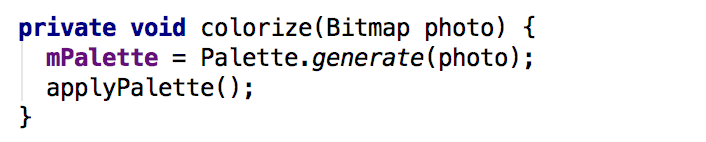 private void colorize(Bitmap photo) {
  mPalette = Palette.generate(photo);
  applyPalette();
}